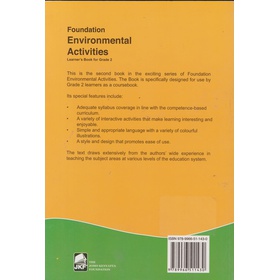 Foundation
Environmental
Activities
Learner's Book for Grade 2
This is the second book in the exciting series of Foundation
Environmental Activities. The Book is specifically designed for use by
Grade 2 learners as a coursebook.
Its special features include:
• Adequate syllabus coverage in line with the competence-based
curriculum.
• A variety of interactive activities that make learning interesting and
enjoyable.
• Simple and appropriate language with a variety of colourful
illustrations.
• A style and design that promotes ease of use.
The text draws extensively from the authors' wide experience in
teaching the subject areas at various levels of the education system.
JKF
THE
JOMO KENYATTA
FOUNDATION